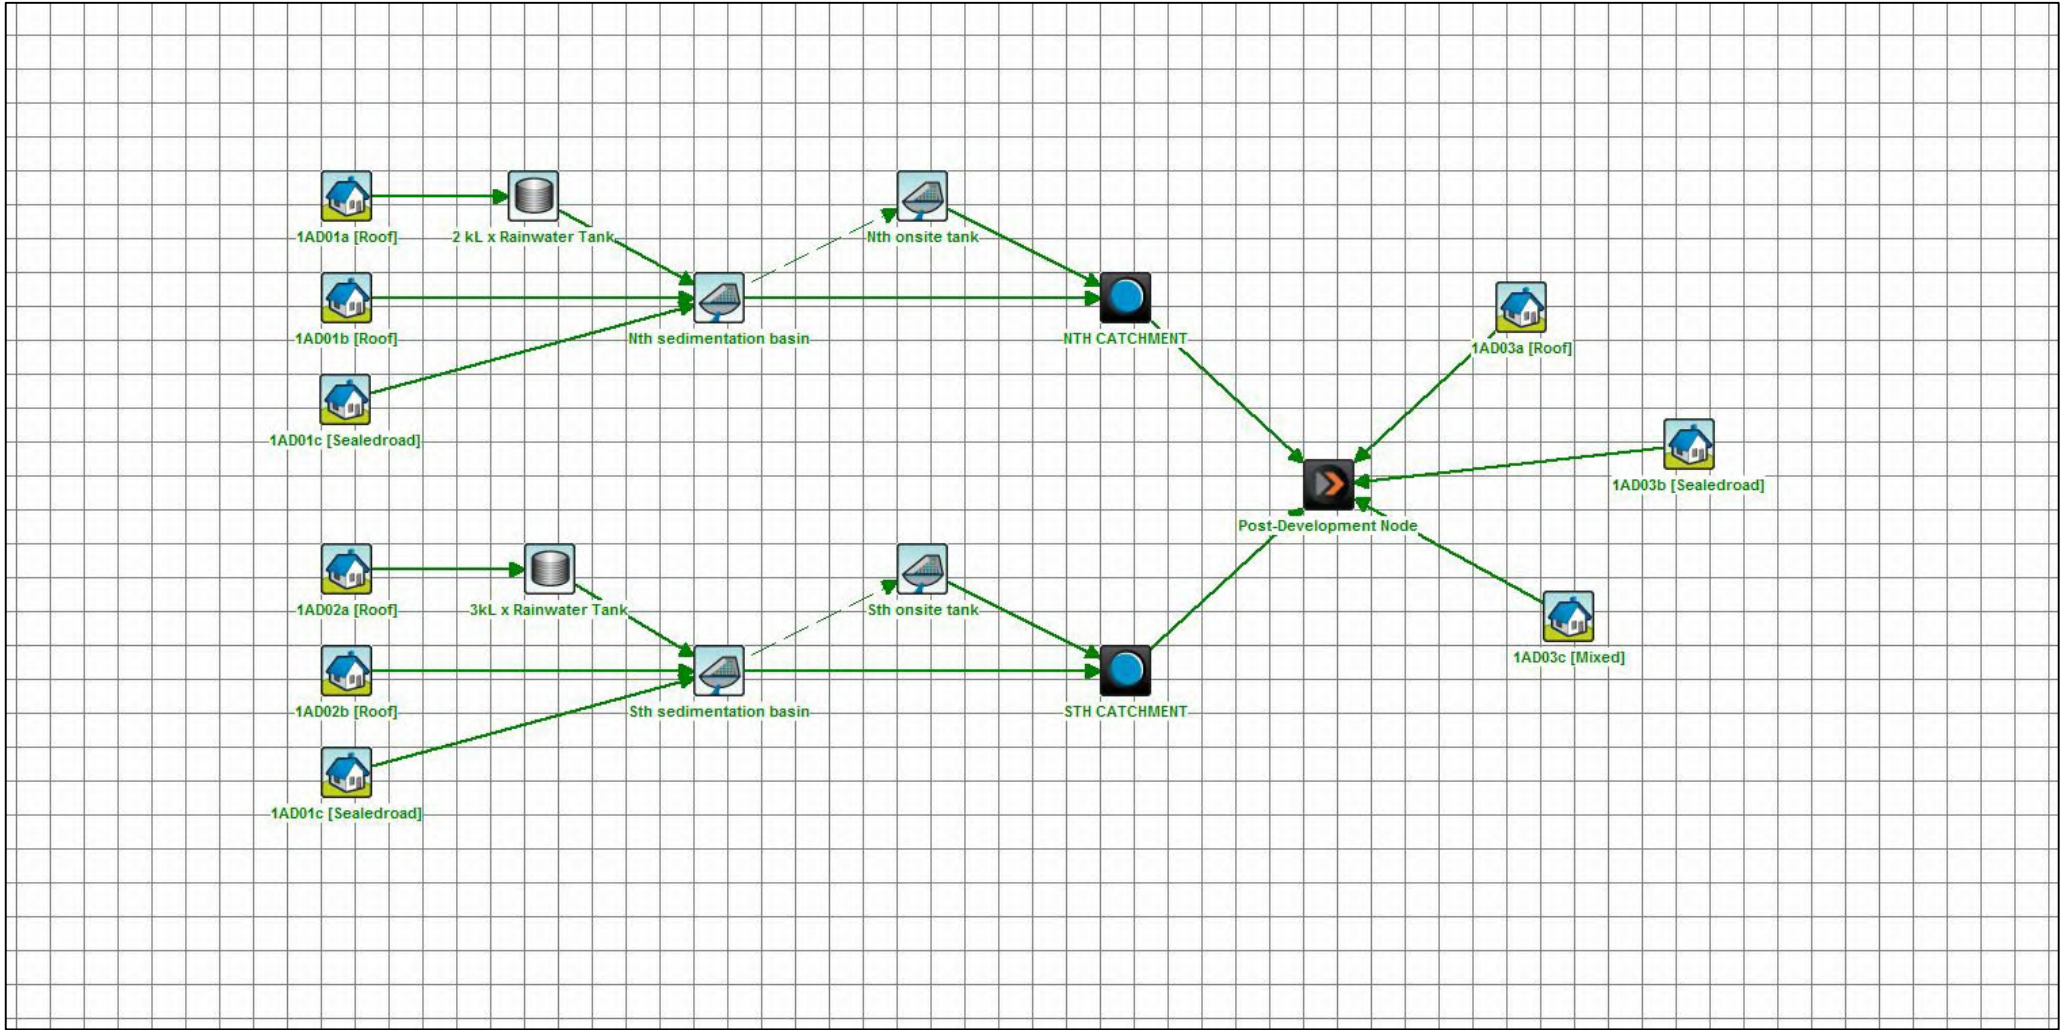 1AD01a [Roof]
2 kL x Rainwater Tank
Nth onsite tank
1AD01b [Roof]
Nth sedimentation basin
NTH CATCHMENT
1AD03a [Roof]
1AD01c [Sealedroad]
1AD03b [Sealedroad]
Post-Development Node
1AD02a [Roof]
3kL x Rainwater Tank
Sth onsite tank
1AD03c [Mixed]
1AD02b [Roof]
Sth sedimentation basin
STH CATCHMENT
1AD01c [Sealedroad]